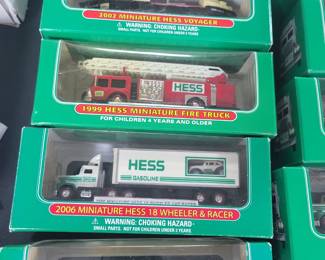 2002 MINIATURE HESS VOYAGER
WARNING: CHOKING HAZARD-
SMALL PARTS. NOT FOR CHILDREN UNDER 3 YEARS
HESS
1999 HESS MINIATURE FIRE TRUCK
FOR CHILDREN 4 YEARS AND OLDER
HESS
GASOLINE
2006 MINIATURE HESS 18 WHEELER & RACER
WARNING: CHOKING HAZARD-
SMALL PARTS. NOT FOR CHILDREN UNDER 3 YEARS